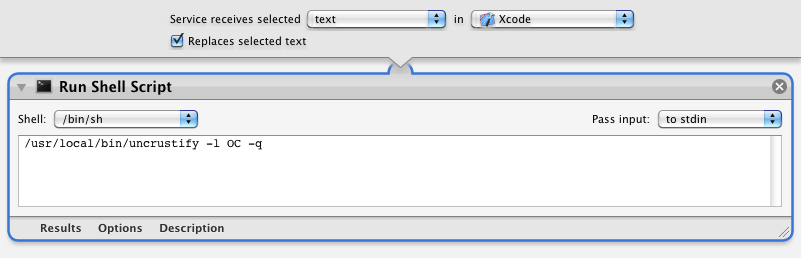 Service receives selected text in Xcode
Replaces selected text
Run Shell Script
Shell: /bin/sh Pass input: to stdin
/usr/local/bin/uncrustify -l OC -q
Results Options Description